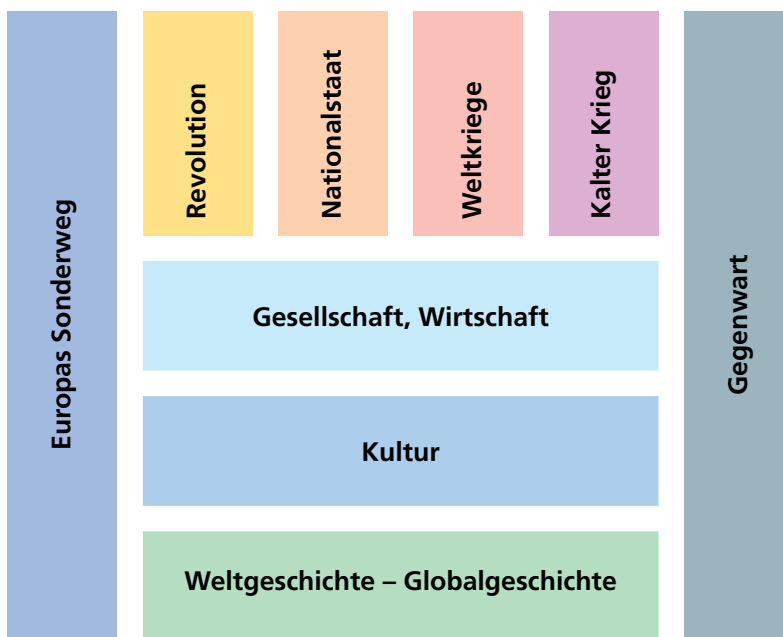 Europas Sonderweg
Revolution
Nationalstaat
Weltkriege
Kalter Krieg
Gesellschaft, Wirtschaft
Kultur
Weltgeschichte – Globalgeschichte
Gegenwart